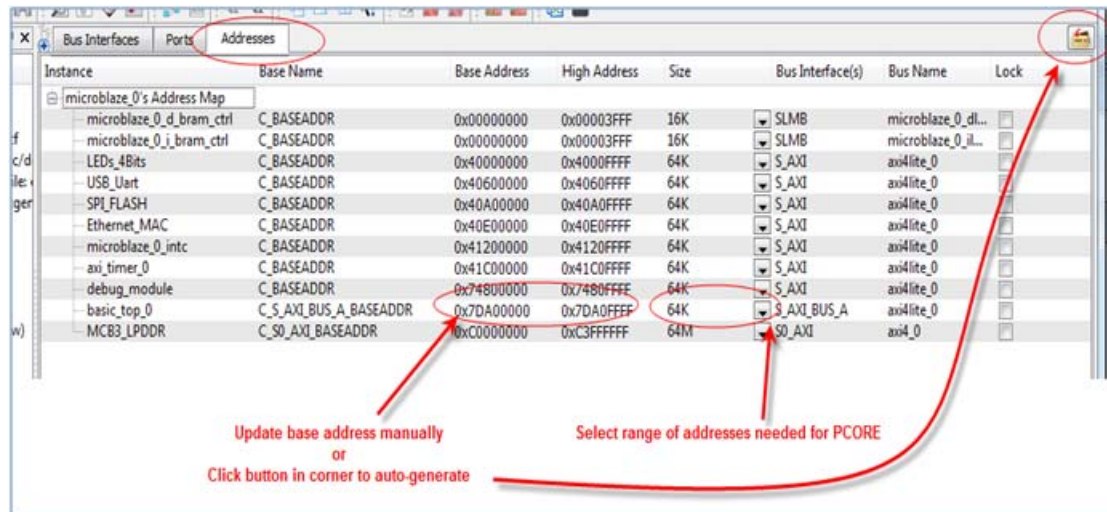 Bus Interfaces Ports Addresses
Instance Base Name Base Address High Address Size Bus Interface(s) Bus Name Lock
microblaze_0's Address Map
microblaze_0_d_bram_ctrl C_BASEADDR 0x00000000 0x00003FFF 16K SLMB microblaze_0_dl...
microblaze_0_i_bram_ctrl C_BASEADDR 0x00000000 0x00003FFF 16K SLMB microblaze_0_il...
LEDs_4Bits C_BASEADDR 0x40000000 0x4000FFFF 64K S_AXI axi4lite_0
USB_Uart C_BASEADDR 0x40600000 0x4060FFFF 64K S_AXI axi4lite_0
SPI_FLASH C_BASEADDR 0x40A00000 0x40A0FFFF 64K S_AXI axi4lite_0
Ethernet_MAC C_BASEADDR 0x40E00000 0x40E0FFFF 64K S_AXI axi4lite_0
microblaze_0_intc C_BASEADDR 0x41200000 0x4120FFFF 64K S_AXI axi4lite_0
axi_timer_0 C_BASEADDR 0x41C00000 0x41C0FFFF 64K S_AXI axi4lite_0
debug_module C_BASEADDR 0x74800000 0x7480FFFF 64K S_AXI axi4lite_0
basic_top_0 C_S_AXI_BUS_A_BASEADDR 0x7DA00000 0x7DA0FFFF 64K S_AXI_BUS_A axi4lite_0
MCB3_LPDDR C_S0_AXI_BASEADDR 0xC0000000 0xC3FFFFFF 64M S0_AXI axi4_0
Update base address manually
or
Click button in corner to auto-generate
Select range of addresses needed for PCORE